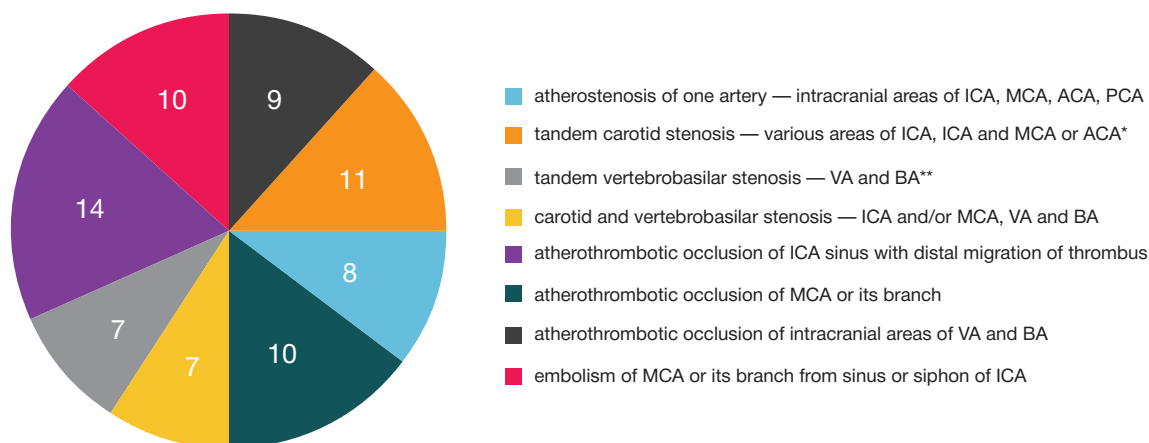 10
9
14
11
8
7
7
10
atherostenosis of one artery — intracranial areas of ICA, MCA, ACA, PCA
tandem carotid stenosis — various areas of ICA, ICA and MCA or ACA*
tandem vertebrobasilar stenosis — VA and BA**
carotid and vertebrobasilar stenosis — ICA and/or MCA, VA and BA
atherothrombotic occlusion of ICA sinus with distal migration of thrombus
atherothrombotic occlusion of MCA or its branch
atherothrombotic occlusion of intracranial areas of VA and BA
embolism of MCA or its branch from sinus or siphon of ICA